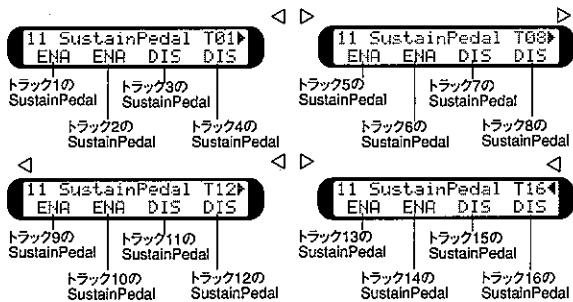 11 SustainPedal T01▶
ENA ENA DIS DIS
トラック1の
SustainPedal
トラック3の
SustainPedal
トラック2の
SustainPedal
トラック4の
SustainPedal
11 SustainPedal T08▶
ENA ENA DIS DIS
トラック5の
SustainPedal
トラック7の
SustainPedal
トラック6の
SustainPedal
トラック8の
SustainPedal
11 SustainPedal T12▶
ENA ENA DIS DIS
トラック9の
SustainPedal
トラック11の
SustainPedal
トラック10の
SustainPedal
トラック12の
SustainPedal
11 SustainPedal T16◀
ENA ENA DIS DIS
トラック13の
SustainPedal
トラック15の
SustainPedal
トラック14の
SustainPedal
トラック16の
SustainPedal